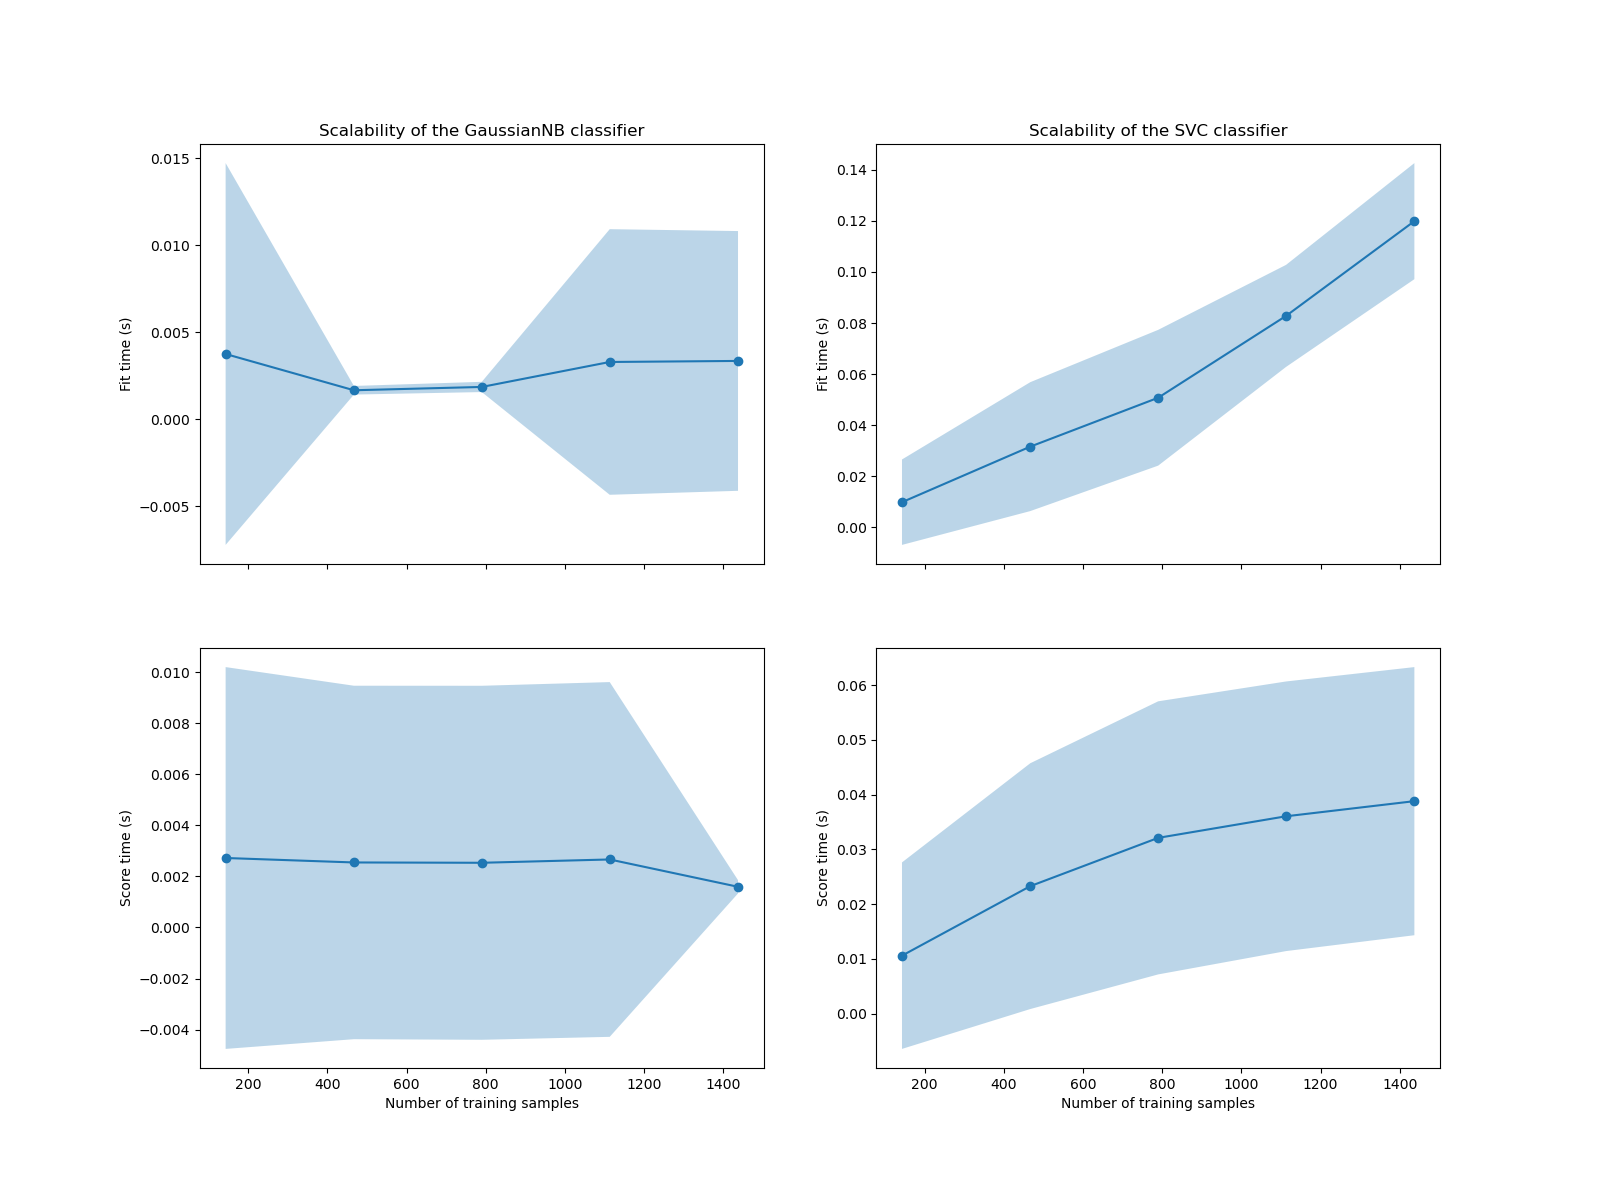 Scalability of the GaussianNB classifier
0.015
0.010
0.005
0.000
−0.005
Fit time (s)
Scalability of the SVC classifier
0.14
0.12
0.10
0.08
0.06
0.04
0.02
0.00
Fit time (s)
0.010
0.008
0.006
0.004
0.002
0.000
−0.002
−0.004
Score time (s)
200 400 600 800 1000 1200 1400
Number of training samples
0.06
0.05
0.04
0.03
0.02
0.01
0.00
Score time (s)
200 400 600 800 1000 1200 1400
Number of training samples